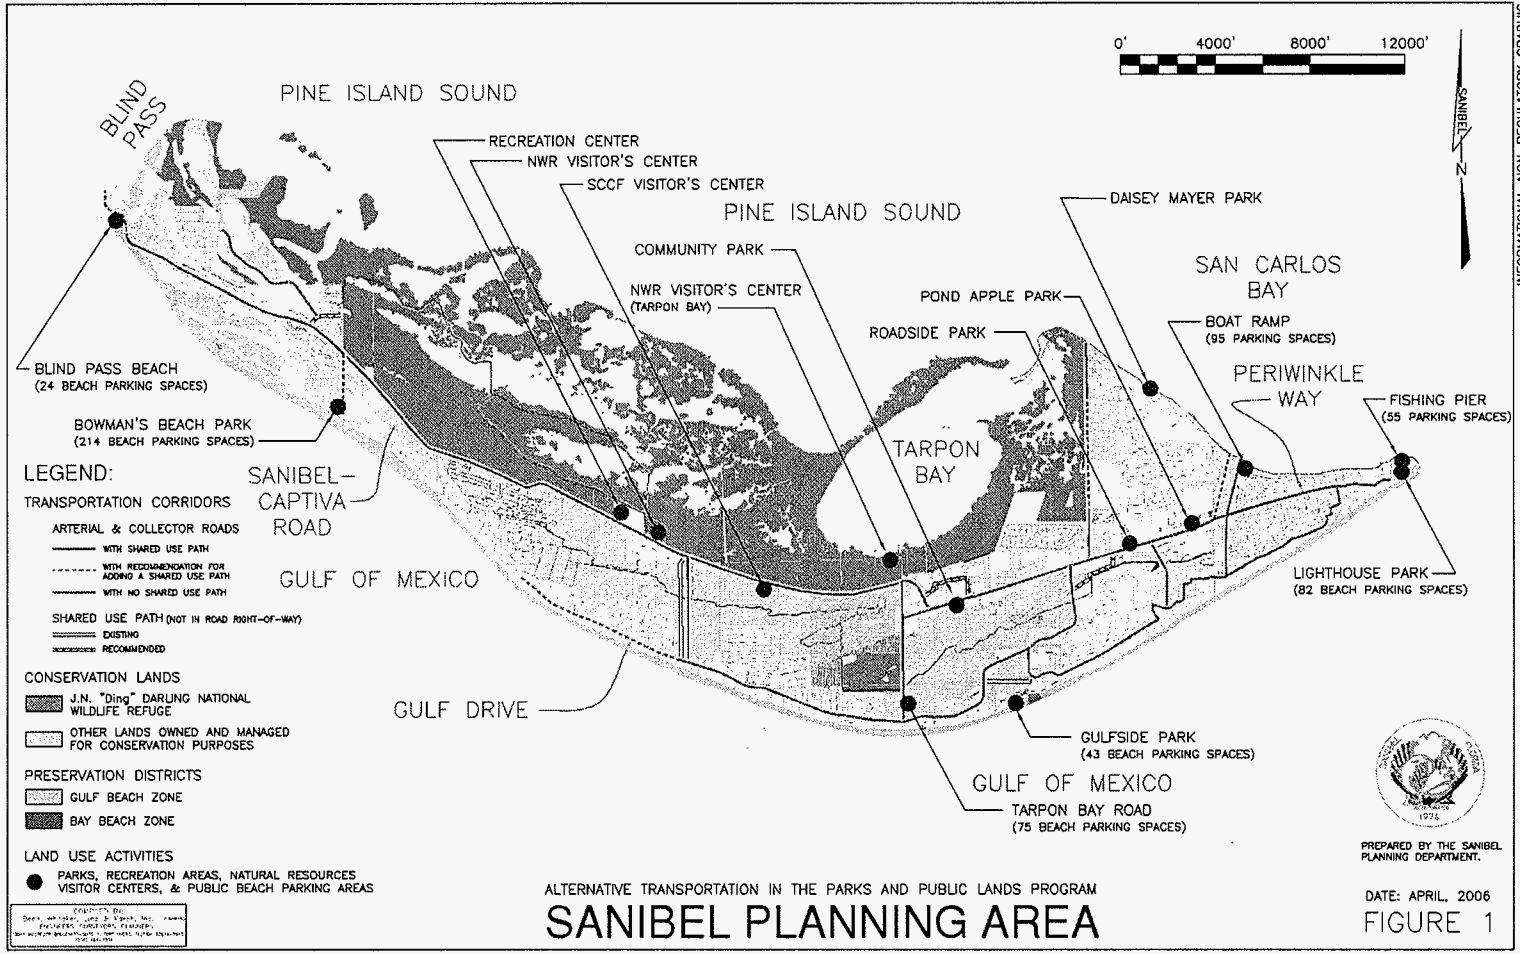 0' 4000' 8000' 12000'
SANIBEL
N
BLIND
PASS
PINE ISLAND SOUND
RECREATION CENTER
NWR VISITOR'S CENTER
SCCF VISITOR'S CENTER
PINE ISLAND SOUND
DAISEY MAYER PARK
COMMUNITY PARK
SAN CARLOS
BAY
NWR VISITOR'S CENTER
(TARPON BAY)
POND APPLE PARK
ROADSIDE PARK
BOAT RAMP
(95 PARKING SPACES)
BLIND PASS BEACH
(24 BEACH PARKING SPACES)
PERIWINKLE
WAY
FISHING PIER
(55 PARKING SPACES)
BOWMAN'S BEACH PARK
(214 BEACH PARKING SPACES)
TARPON
BAY
SANIBEL-
CAPTIVA
ROAD
GULF OF MEXICO
LIGHTHOUSE PARK
(82 BEACH PARKING SPACES)
GULF DRIVE
GULFSIDE PARK
(43 BEACH PARKING SPACES)
GULF OF MEXICO
TARPON BAY ROAD
(75 BEACH PARKING SPACES)
LEGEND:
TRANSPORTATION CORRIDORS
ARTERIAL & COLLECTOR ROADS
WITH SHARED USE PATH
WITH RECOMMENDATION FOR
ADDING A SHARED USE PATH
WITH NO SHARED USE PATH
SHARED USE PATH (NOT IN ROAD RIGHT-OF-WAY)
EXISTING
RECOMMENDED
CONSERVATION LANDS
J.N. "Ding" DARLING NATIONAL
WILDLIFE REFUGE
OTHER LANDS OWNED AND MANAGED
FOR CONSERVATION PURPOSES
PRESERVATION DISTRICTS
GULF BEACH ZONE
BAY BEACH ZONE
LAND USE ACTIVITIES
PARKS, RECREATION AREAS, NATURAL RESOURCES
VISITOR CENTERS, & PUBLIC BEACH PARKING AREAS
COMPILED BY:
ENGINEERS SURVEYORS PLANNERS
ALTERNATIVE TRANSPORTATION IN THE PARKS AND PUBLIC LANDS PROGRAM
SANIBEL PLANNING AREA
SANIBEL FLORIDA
1974
PREPARED BY THE SANIBEL
PLANNING DEPARTMENT.
DATE: APRIL, 2006
FIGURE 1